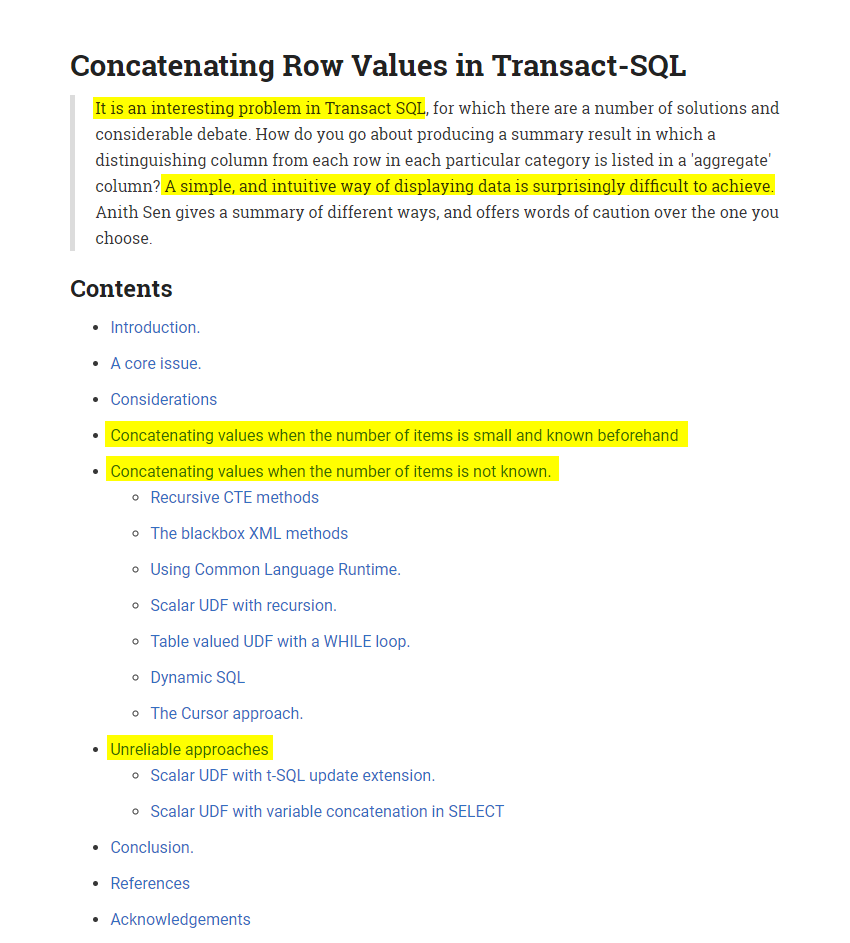 Concatenating Row Values in Transact-SQL
It is an interesting problem in Transact SQL, for which there are a number of solutions and
considerable debate. How do you go about producing a summary result in which a
distinguishing column from each row in each particular category is listed in a 'aggregate'
column? A simple, and intuitive way of displaying data is surprisingly difficult to achieve.
Anith Sen gives a summary of different ways, and offers words of caution over the one you
choose.
Contents
Introduction.
A core issue.
Considerations
Concatenating values when the number of items is small and known beforehand
Concatenating values when the number of items is not known.
Recursive CTE methods
The blackbox XML methods
Using Common Language Runtime.
Scalar UDF with recursion.
Table valued UDF with a WHILE loop.
Dynamic SQL
The Cursor approach.
Unreliable approaches
Scalar UDF with t-SQL update extension.
Scalar UDF with variable concatenation in SELECT
Conclusion.
References
Acknowledgements